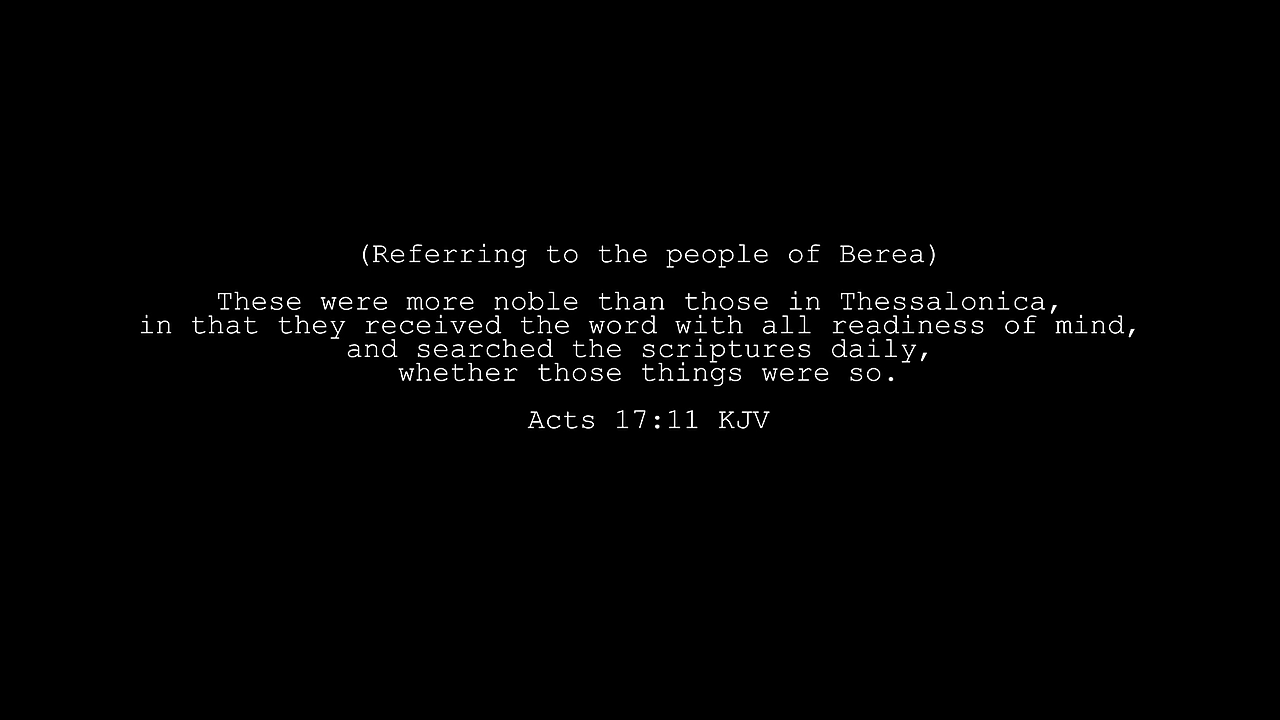 (Referring to the people of Berea)
These were more noble than those in Thessalonica,
in that they received the word with all readiness of mind,
and searched the scriptures daily,
whether those things were so.
Acts 17:11 KJV